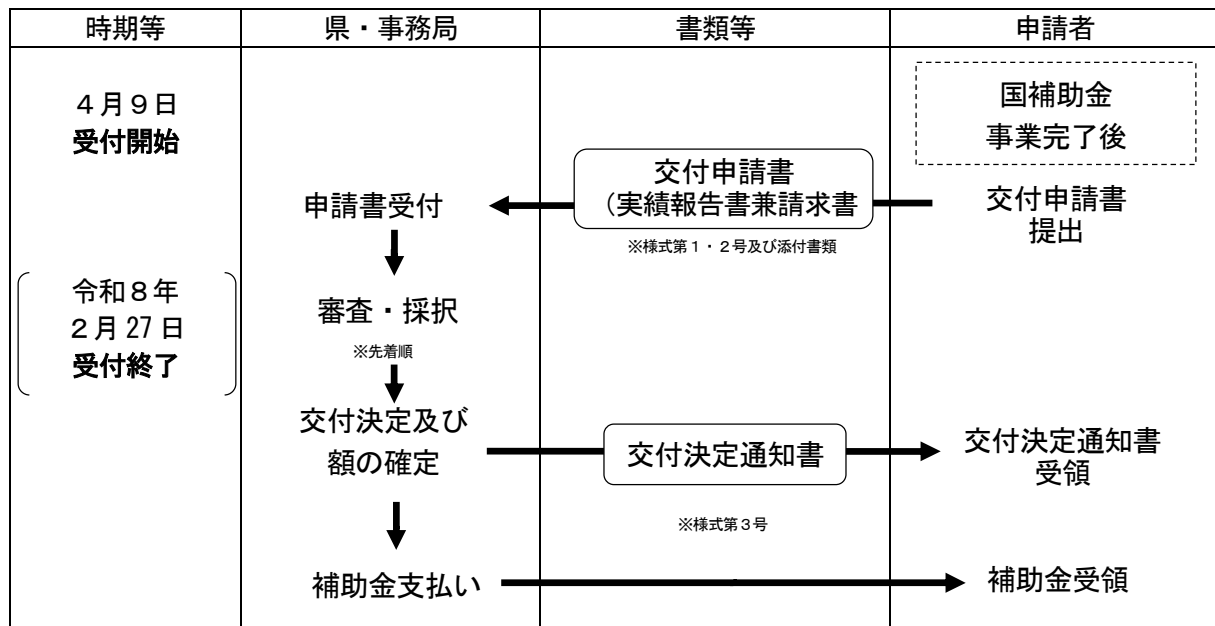 時期等
県・事務局
書類等
申請者
４月９日
受付開始
国補助金
事業完了後
交付申請書
（実績報告書兼請求書
※様式第１・２号及び添付書類
申請書受付
交付申請書
提出
令和８年
２月27日
受付終了
審査・採択
※先着順
交付決定及び
額の確定
交付決定通知書
※様式第３号
交付決定通知書
受領
補助金支払い
補助金受領